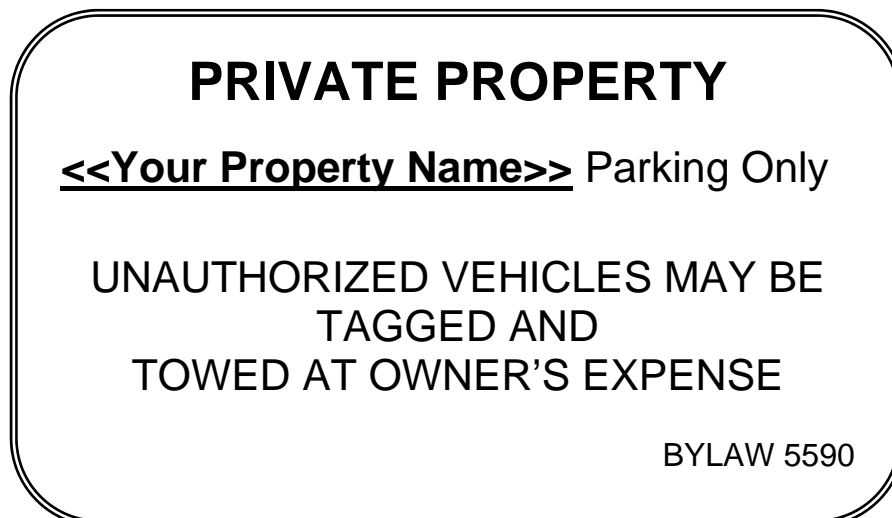 PRIVATE PROPERTY
<<Your Property Name>> Parking Only
UNAUTHORIZED VEHICLES MAY BE
TAGGED AND
TOWED AT OWNER’S EXPENSE
BYLAW 5590